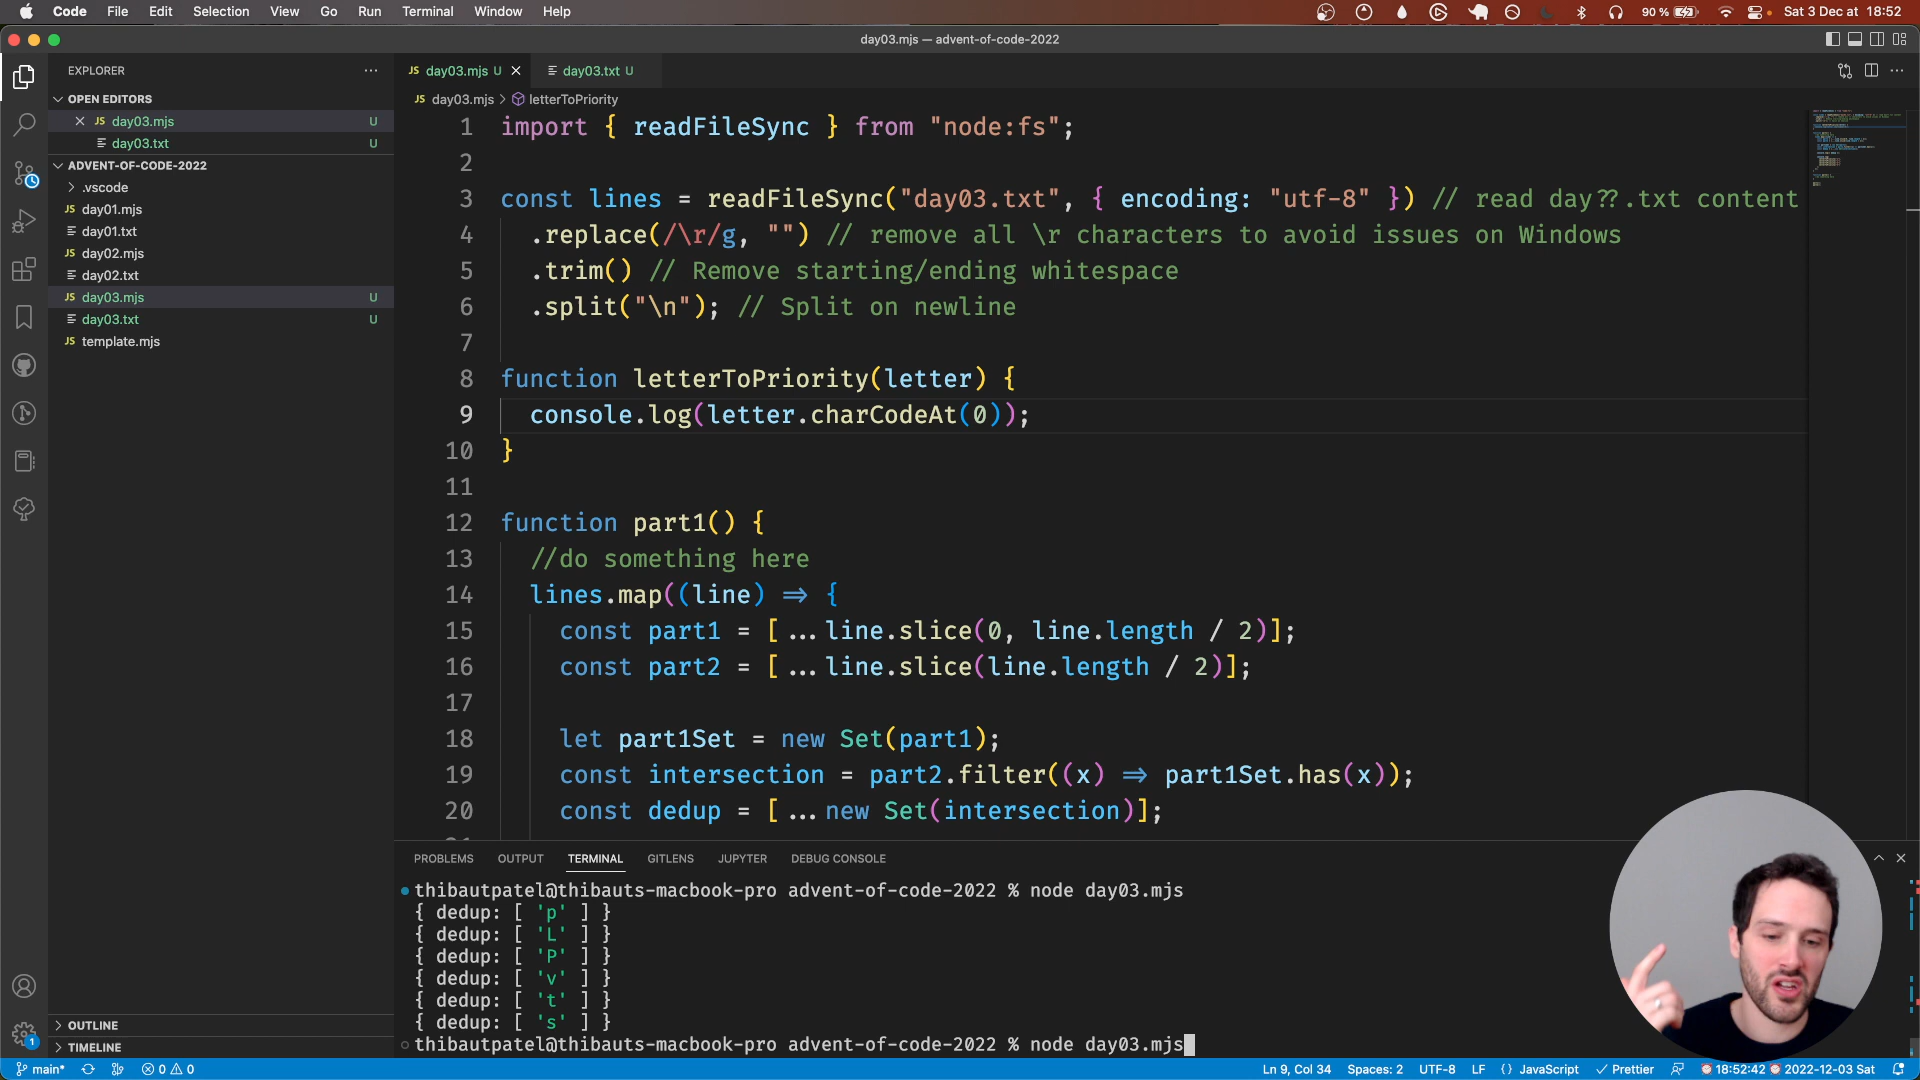 Code File Edit Selection View Go Run Terminal Window Help 90 % Sat 3 Dec at 18:52
day03.mjs — advent-of-code-2022
EXPLORER
OPEN EDITORS
JS day03.mjs U
day03.txt U
ADVENT-OF-CODE-2022
.vscode
JS day01.mjs
day01.txt
JS day02.mjs
day02.txt
JS day03.mjs U
day03.txt U
JS template.mjs
OUTLINE
TIMELINE
JS day03.mjs U day03.txt U
JS day03.mjs > letterToPriority
1 import { readFileSync } from "node:fs";
2
3 const lines = readFileSync("day03.txt", { encoding: "utf-8" }) // read day??.txt content
4 .replace(/\r/g, "") // remove all \r characters to avoid issues on Windows
5 .trim() // Remove starting/ending whitespace
6 .split("\n"); // Split on newline
7
8 function letterToPriority(letter) {
9 console.log(letter.charCodeAt(0));
10 }
11
12 function part1() {
13 //do something here
14 lines.map((line) => {
15 const part1 = [...line.slice(0, line.length / 2)];
16 const part2 = [...line.slice(line.length / 2)];
17
18 let part1Set = new Set(part1);
19 const intersection = part2.filter((x) => part1Set.has(x));
20 const dedup = [...new Set(intersection)];
PROBLEMS OUTPUT TERMINAL GITLENS JUPYTER DEBUG CONSOLE
thibautpatel@thibauts-macbook-pro advent-of-code-2022 % node day03.mjs
{ dedup: [ 'p' ] }
{ dedup: [ 'L' ] }
{ dedup: [ 'P' ] }
{ dedup: [ 'v' ] }
{ dedup: [ 't' ] }
{ dedup: [ 's' ] }
thibautpatel@thibauts-macbook-pro advent-of-code-2022 % node day03.mjs
1
main* 0 0 Ln 9, Col 34 Spaces: 2 UTF-8 LF {} JavaScript Prettier 18:52:42 2022-12-03 Sat